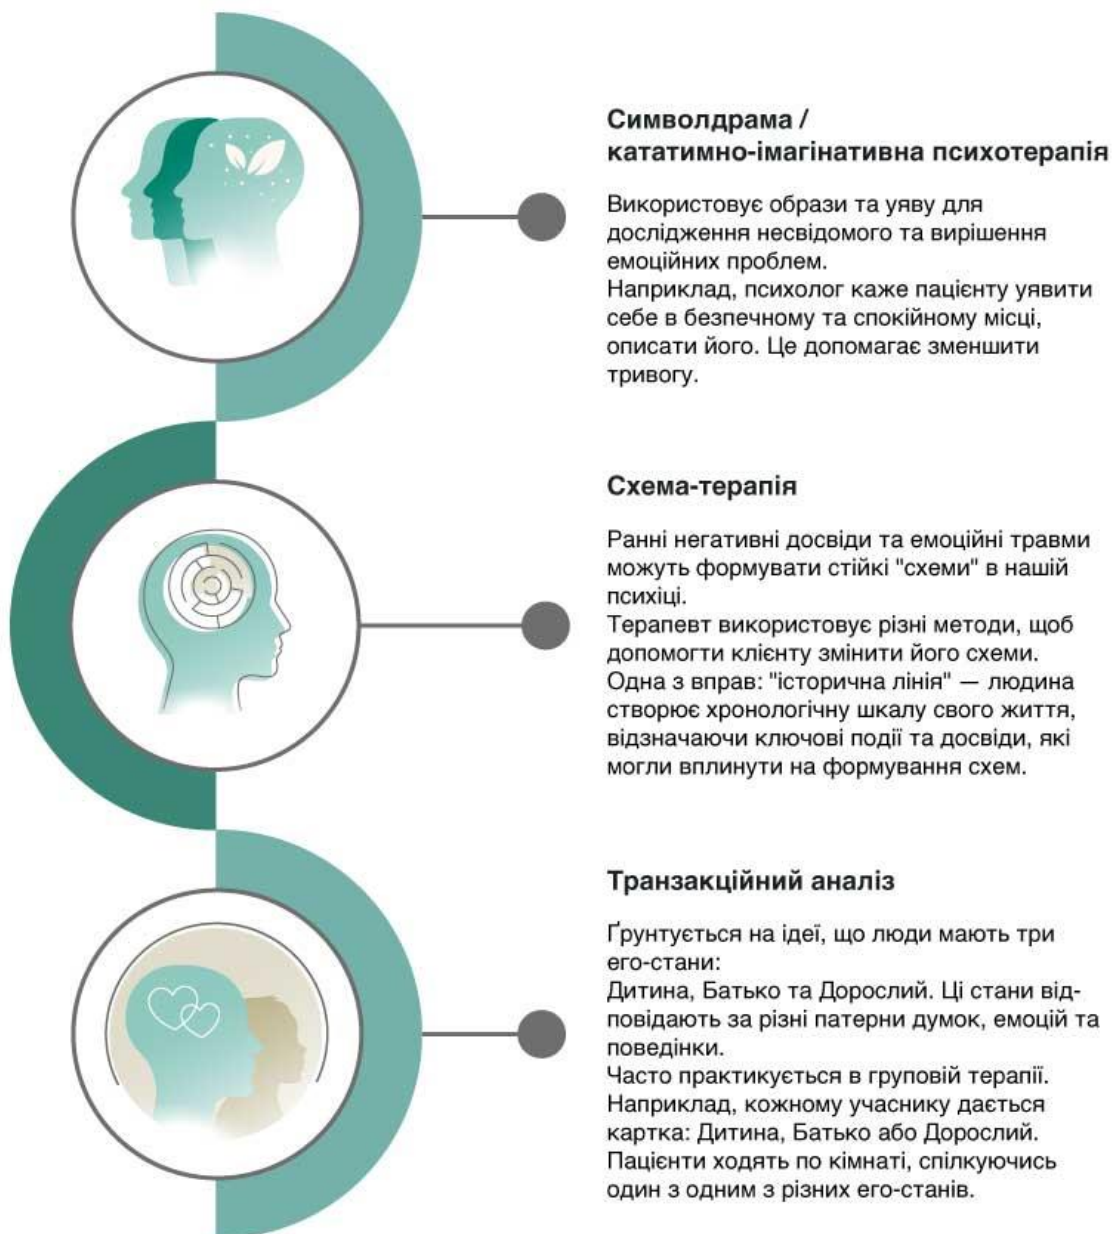 Символдрама /
кататимно-імагінативна психотерапія
Використовує образи та уяву для
дослідження несвідомого та вирішення
емоційних проблем.
Наприклад, психолог каже пацієнту уявити
себе в безпечному та спокійному місці,
описати його. Це допомагає зменшити
тривогу.
Схема-терапія
Ранні негативні досвіди та емоційні травми
можуть формувати стійкі "схеми" в нашій
психіці.
Терапевт використовує різні методи, щоб
допомогти клієнту змінити його схеми.
Одна з вправ: "історична лінія" — людина
створює хронологічну шкалу свого життя,
відзначаючи ключові події та досвіди, які
могли вплинути на формування схем.
Транзакційний аналіз
Ґрунтується на ідеї, що люди мають три
его-стани:
Дитина, Батько та Дорослий. Ці стани від-
повідають за різні патерни думок, емоцій та
поведінки.
Часто практикується в груповій терапії.
Наприклад, кожному учаснику дається
картка: Дитина, Батько або Дорослий.
Пацієнти ходять по кімнаті, спілкуючись
один з одним з різних его-станів.